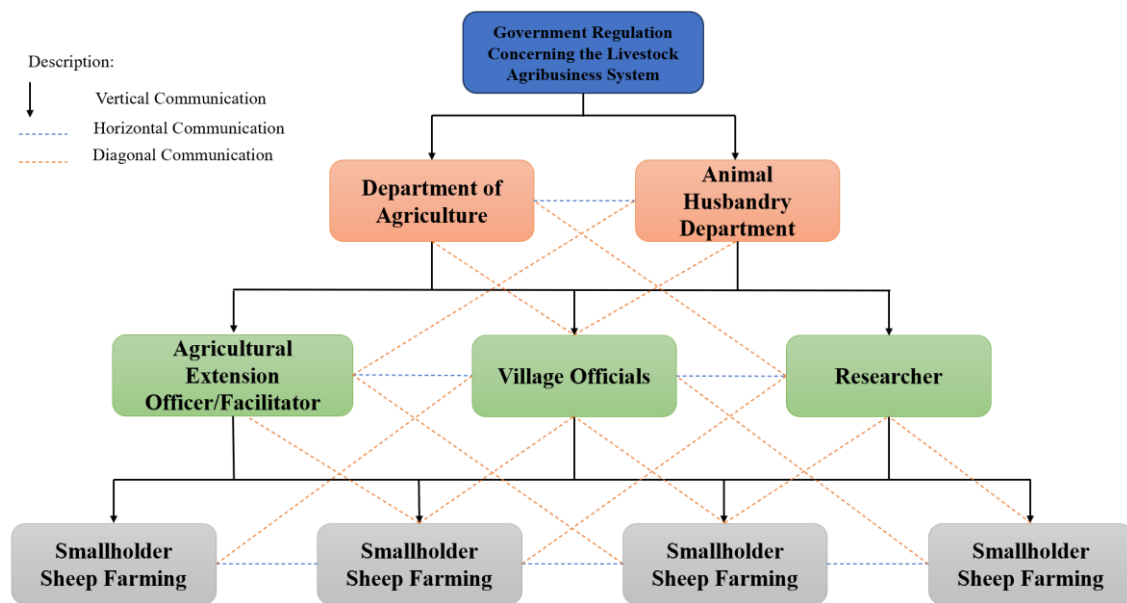 Government Regulation
Concerning the Livestock
Agribusiness System
Description:
Vertical Communication
Horizontal Communication
Diagonal Communication
Department of
Agriculture
Animal
Husbandry
Department
Agricultural
Extension
Officer/Facilitator
Village Officials
Researcher
Smallholder
Sheep Farming
Smallholder
Sheep Farming
Smallholder
Sheep Farming
Smallholder
Sheep Farming